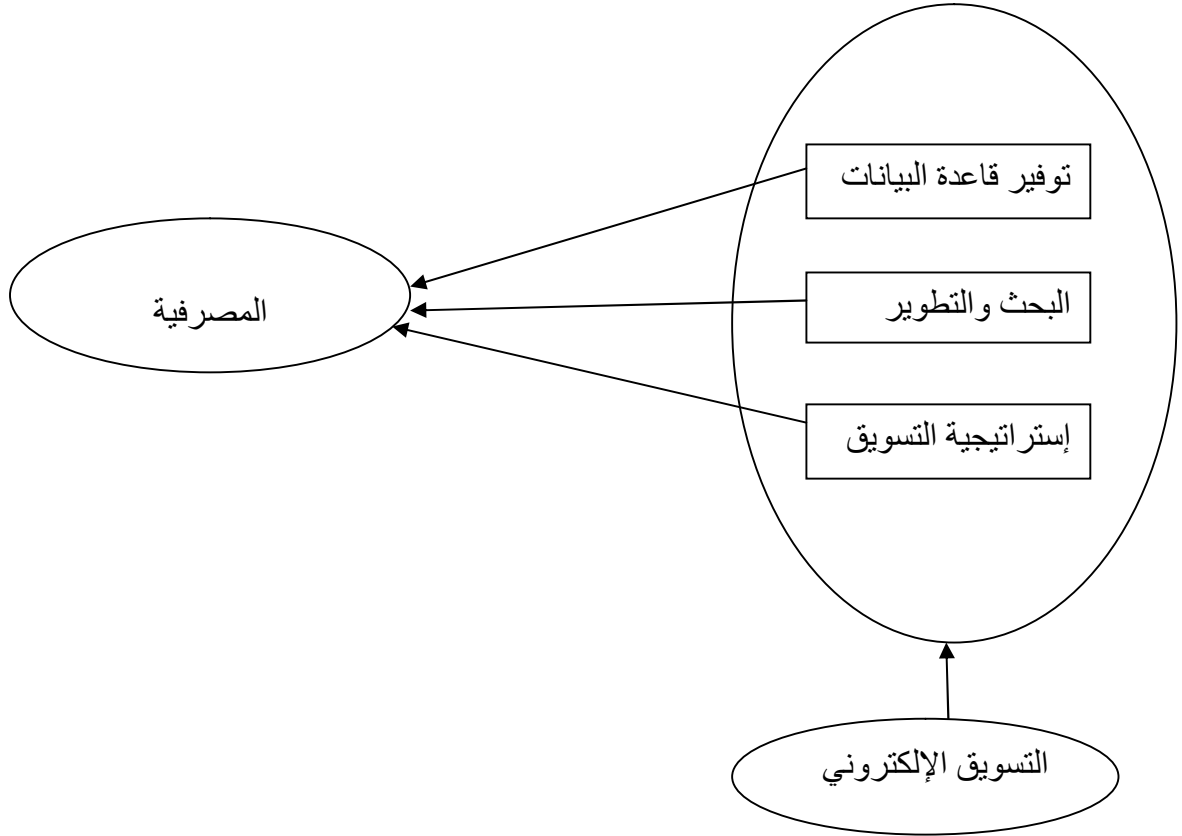 توفير قاعدة البيانات
البحث والتطوير
إستراتيجية التسويق
المصرفية
التسويق الإلكتروني